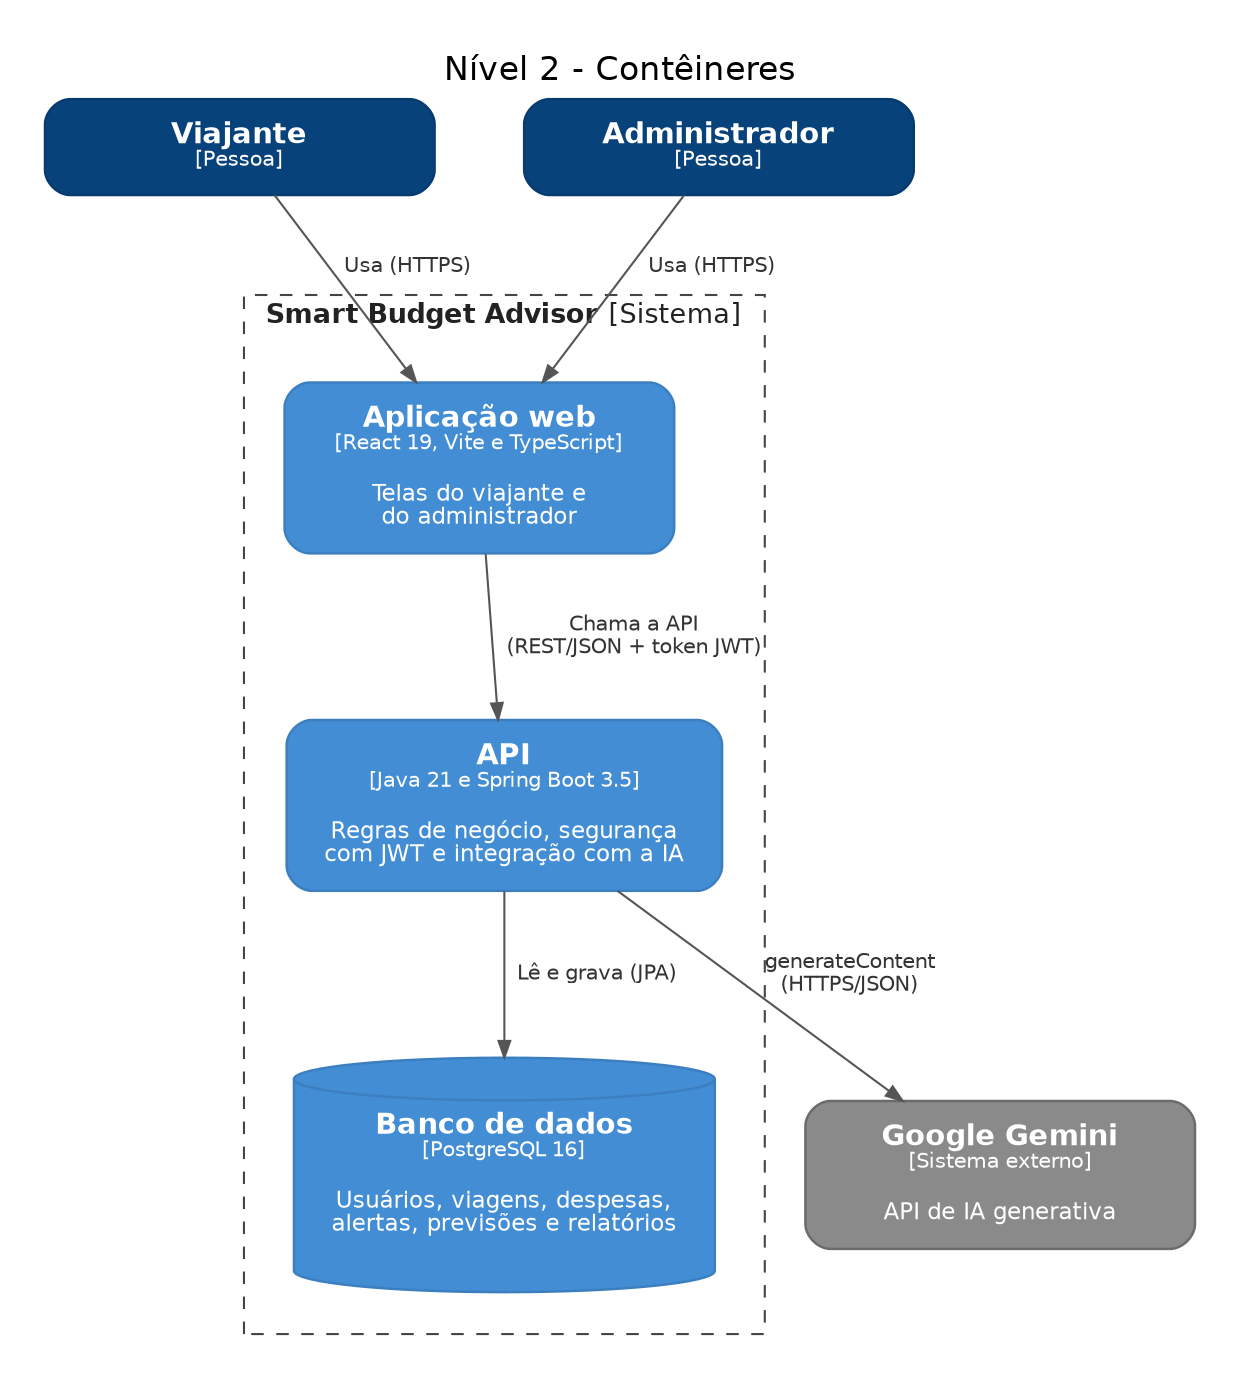 Nível 2 - Contêineres
Viajante
[Pessoa]
Administrador
[Pessoa]
Usa (HTTPS)
Usa (HTTPS)
Smart Budget Advisor [Sistema]
Aplicação web
[React 19, Vite e TypeScript]
Telas do viajante e
do administrador
Chama a API
(REST/JSON + token JWT)
API
[Java 21 e Spring Boot 3.5]
Regras de negócio, segurança
com JWT e integração com a IA
Lê e grava (JPA)
generateContent
(HTTPS/JSON)
Banco de dados
[PostgreSQL 16]
Usuários, viagens, despesas,
alertas, previsões e relatórios
Google Gemini
[Sistema externo]
API de IA generativa